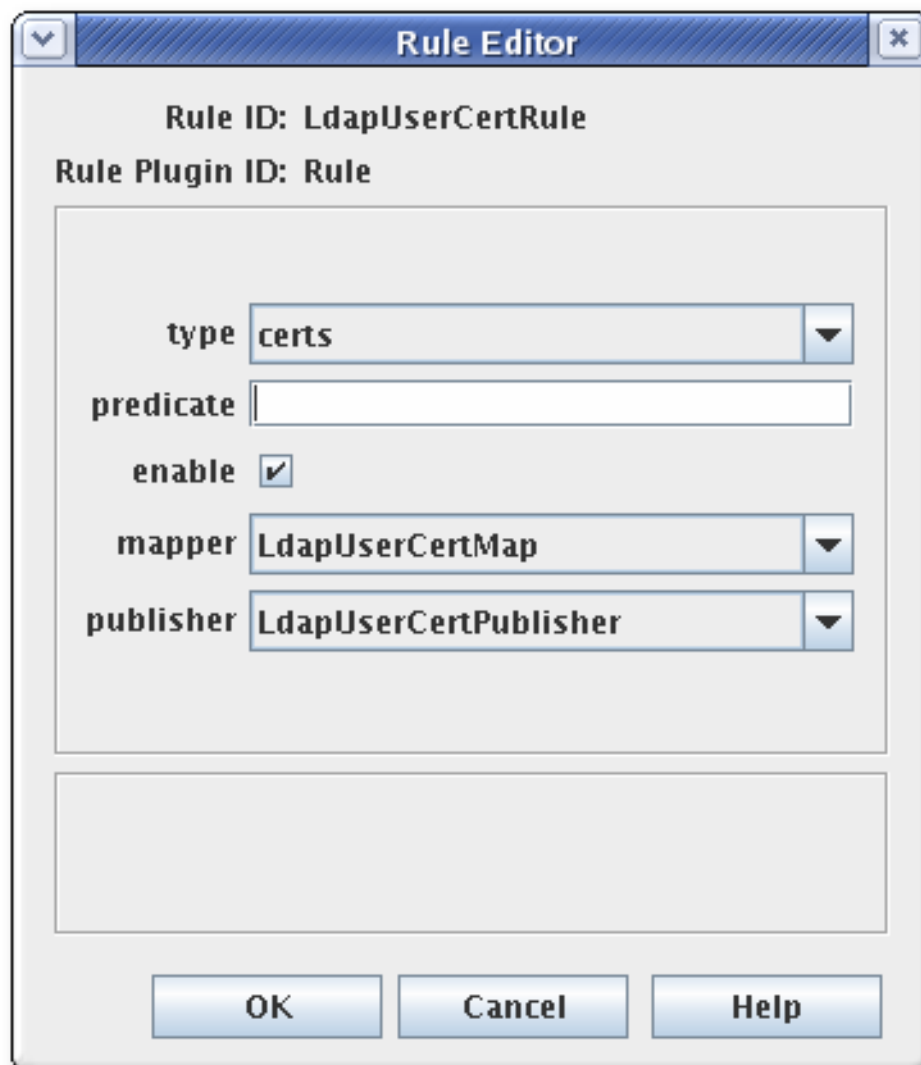 Rule Editor
Rule ID: LdapUserCertRule
Rule Plugin ID: Rule
type certs
predicate
enable
mapper LdapUserCertMap
publisher LdapUserCertPublisher
OK Cancel Help